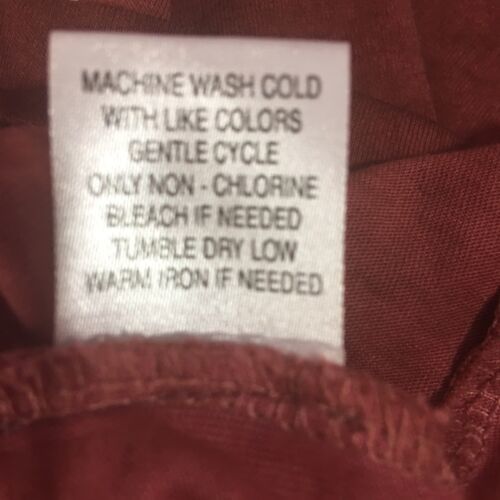 MACHINE WASH COLD
WITH LIKE COLORS
GENTLE CYCLE
ONLY NON - CHLORINE
BLEACH IF NEEDED
TUMBLE DRY LOW
WARM IRON IF NEEDED